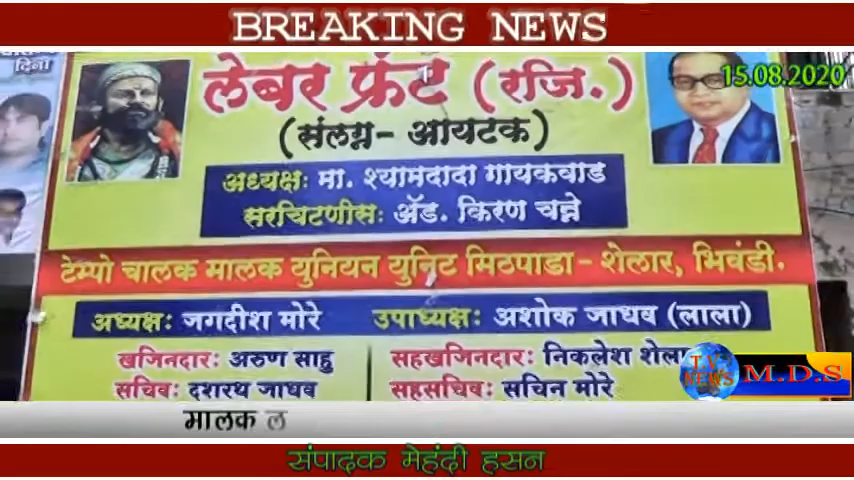 BREAKING NEWS
दिना
15.08.2020
लेबर फ्रंट (रजि.)
(संलग्न- आयटक)
अध्यक्षः मा. श्यामदादा गायकवाड
सरचिटणीसः ॲड. किरण चन्ने
टेम्पो चालक मालक युनियन युनिट मिठपाडा - शेलार, भिवंडी.
अध्यक्षः जगदीश मोरे उपाध्यक्षः अशोक जाधव (लाला)
खजिनदारः अरुण साहु सहखजिनदारः निकलेश
सचिवः दशरथ जाधव सहसचिवः सचिन मोरे
T.V NEWS M.D.S
मालक ल
संपादक मेहंदी हसन